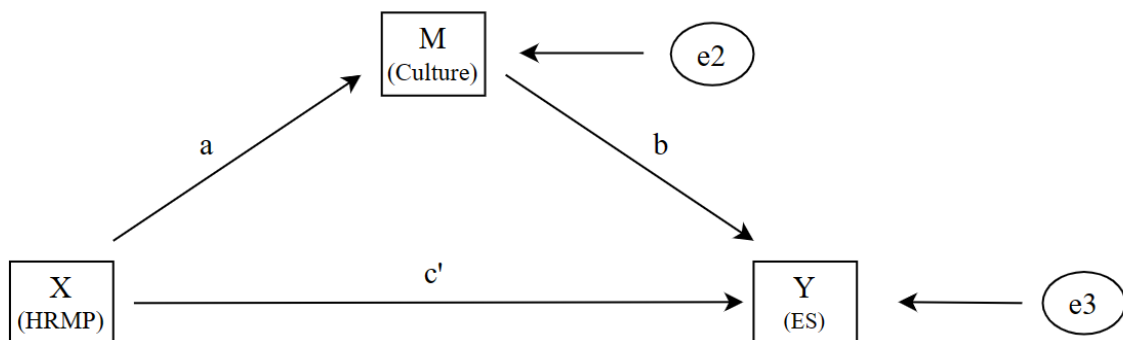 M
(Culture)
e2
a
b
c'
X
(HRMP)
Y
(ES)
e3